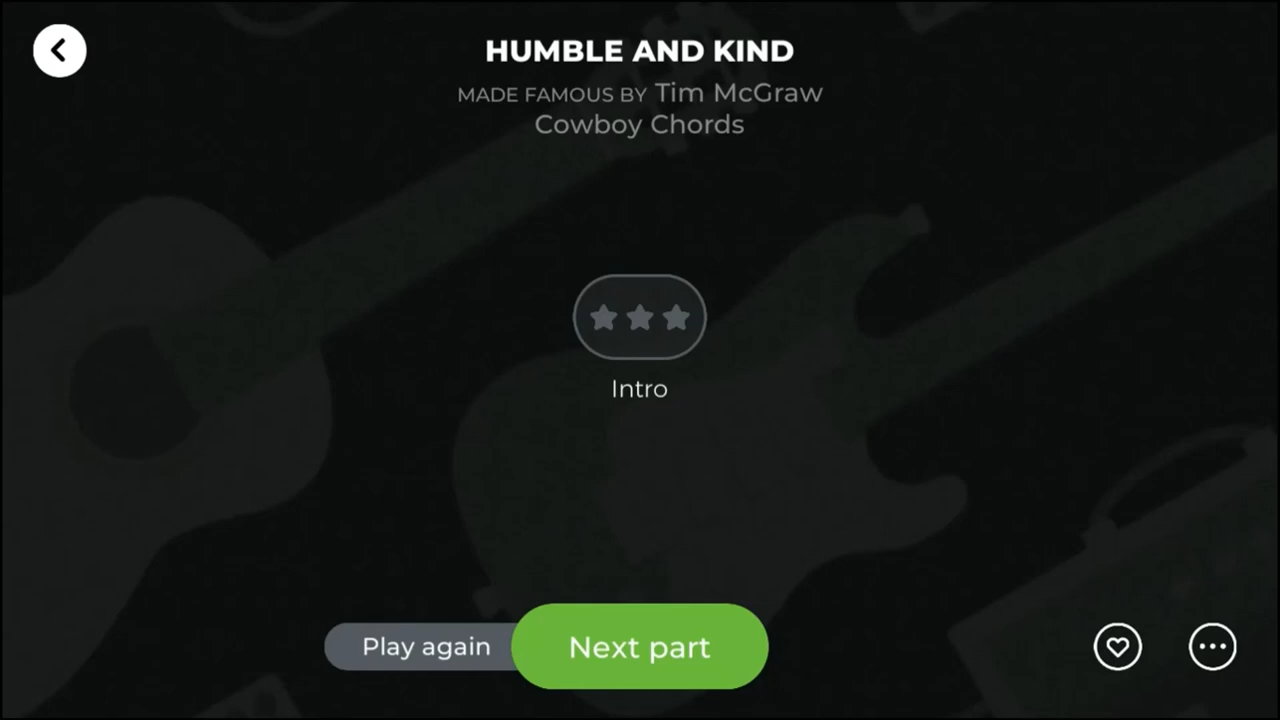 HUMBLE AND KIND
MADE FAMOUS BY Tim McGraw
Cowboy Chords
Intro
Play again
Next part